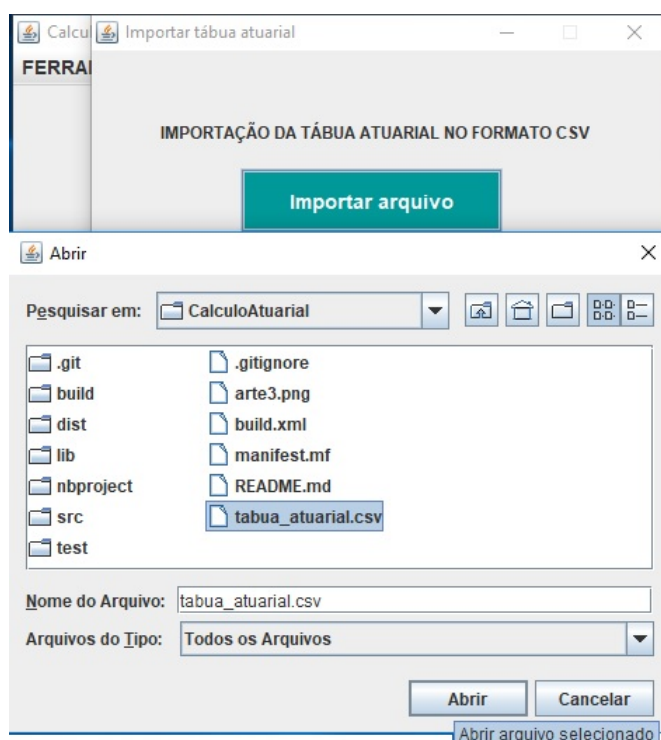 Calcu
Importar tábua atuarial
FERRAI
IMPORTAÇÃO DA TÁBUA ATUARIAL NO FORMATO CSV
Importar arquivo
Abrir
Pesquisar em: CalculoAtuarial
.git .gitignore
build arte3.png
dist build.xml
lib manifest.mf
nbproject README.md
src tabua_atuarial.csv
test
Nome do Arquivo: tabua_atuarial.csv
Arquivos do Tipo: Todos os Arquivos
Abrir Cancelar
Abrir arquivo selecionado